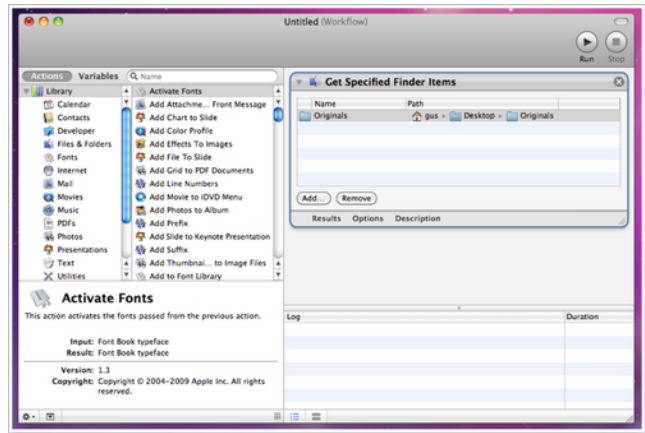 Untitled (Workflow)
Run Stop
Actions Variables Name
Library
Calendar
Contacts
Developer
Files & Folders
Fonts
Internet
Mail
Movies
Music
PDFs
Photos
Presentations
Text
Utilities
Activate Fonts
Add Attachme... Front Message
Add Chart to Slide
Add Color Profile
Add Effects To Images
Add File To Slide
Add Grid to PDF Documents
Add Line Numbers
Add Movie to iDVD Menu
Add Photos to Album
Add Prefix
Add Slide to Keynote Presentation
Add Suffix
Add Thumbnai... to Image Files
Add to Font Library
Get Specified Finder Items
Name Path
Originals gus Desktop Originals
Add... Remove
Results Options Description
Activate Fonts
This action activates the fonts passed from the previous action.
Input: Font Book typeface
Result: Font Book typeface
Version: 1.3
Copyright: Copyright © 2004–2009 Apple Inc. All rights
reserved.
Log Duration